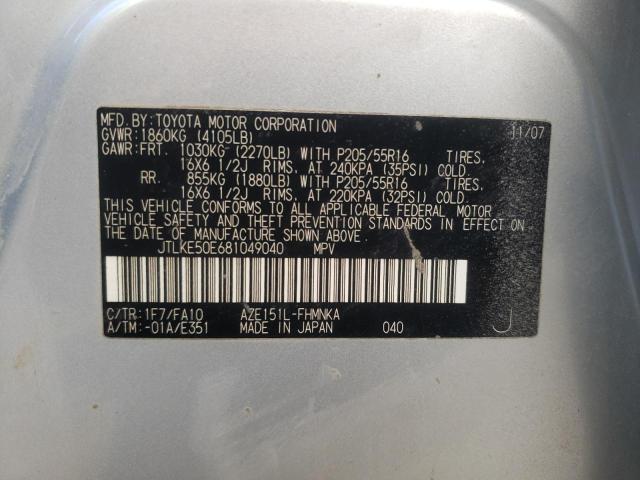 MFD. BY: TOYOTA MOTOR CORPORATION 11/07
GVWR: 1860KG (4105LB)
GAWR: FRT. 1030KG (2270LB) WITH P205/55R16 TIRES,
16X6 1/2J RIMS, AT 240KPA (35PSI) COLD
RR. 855KG (1880LB) WITH P205/55R16 TIRES,
16X6 1/2J RIMS, AT 220KPA (32PSI) COLD
THIS VEHICLE CONFORMS TO ALL APPLICABLE FEDERAL MOTOR
VEHICLE SAFETY AND THEFT PREVENTION STANDARDS IN EFFECT ON
THE DATE OF MANUFACTURE SHOWN ABOVE.
JTLKE50E681049040 MPV
C/TR: 1F7/FA10 AZE151L-FHMNKA
A/TM: -01A/E351 MADE IN JAPAN 040 J